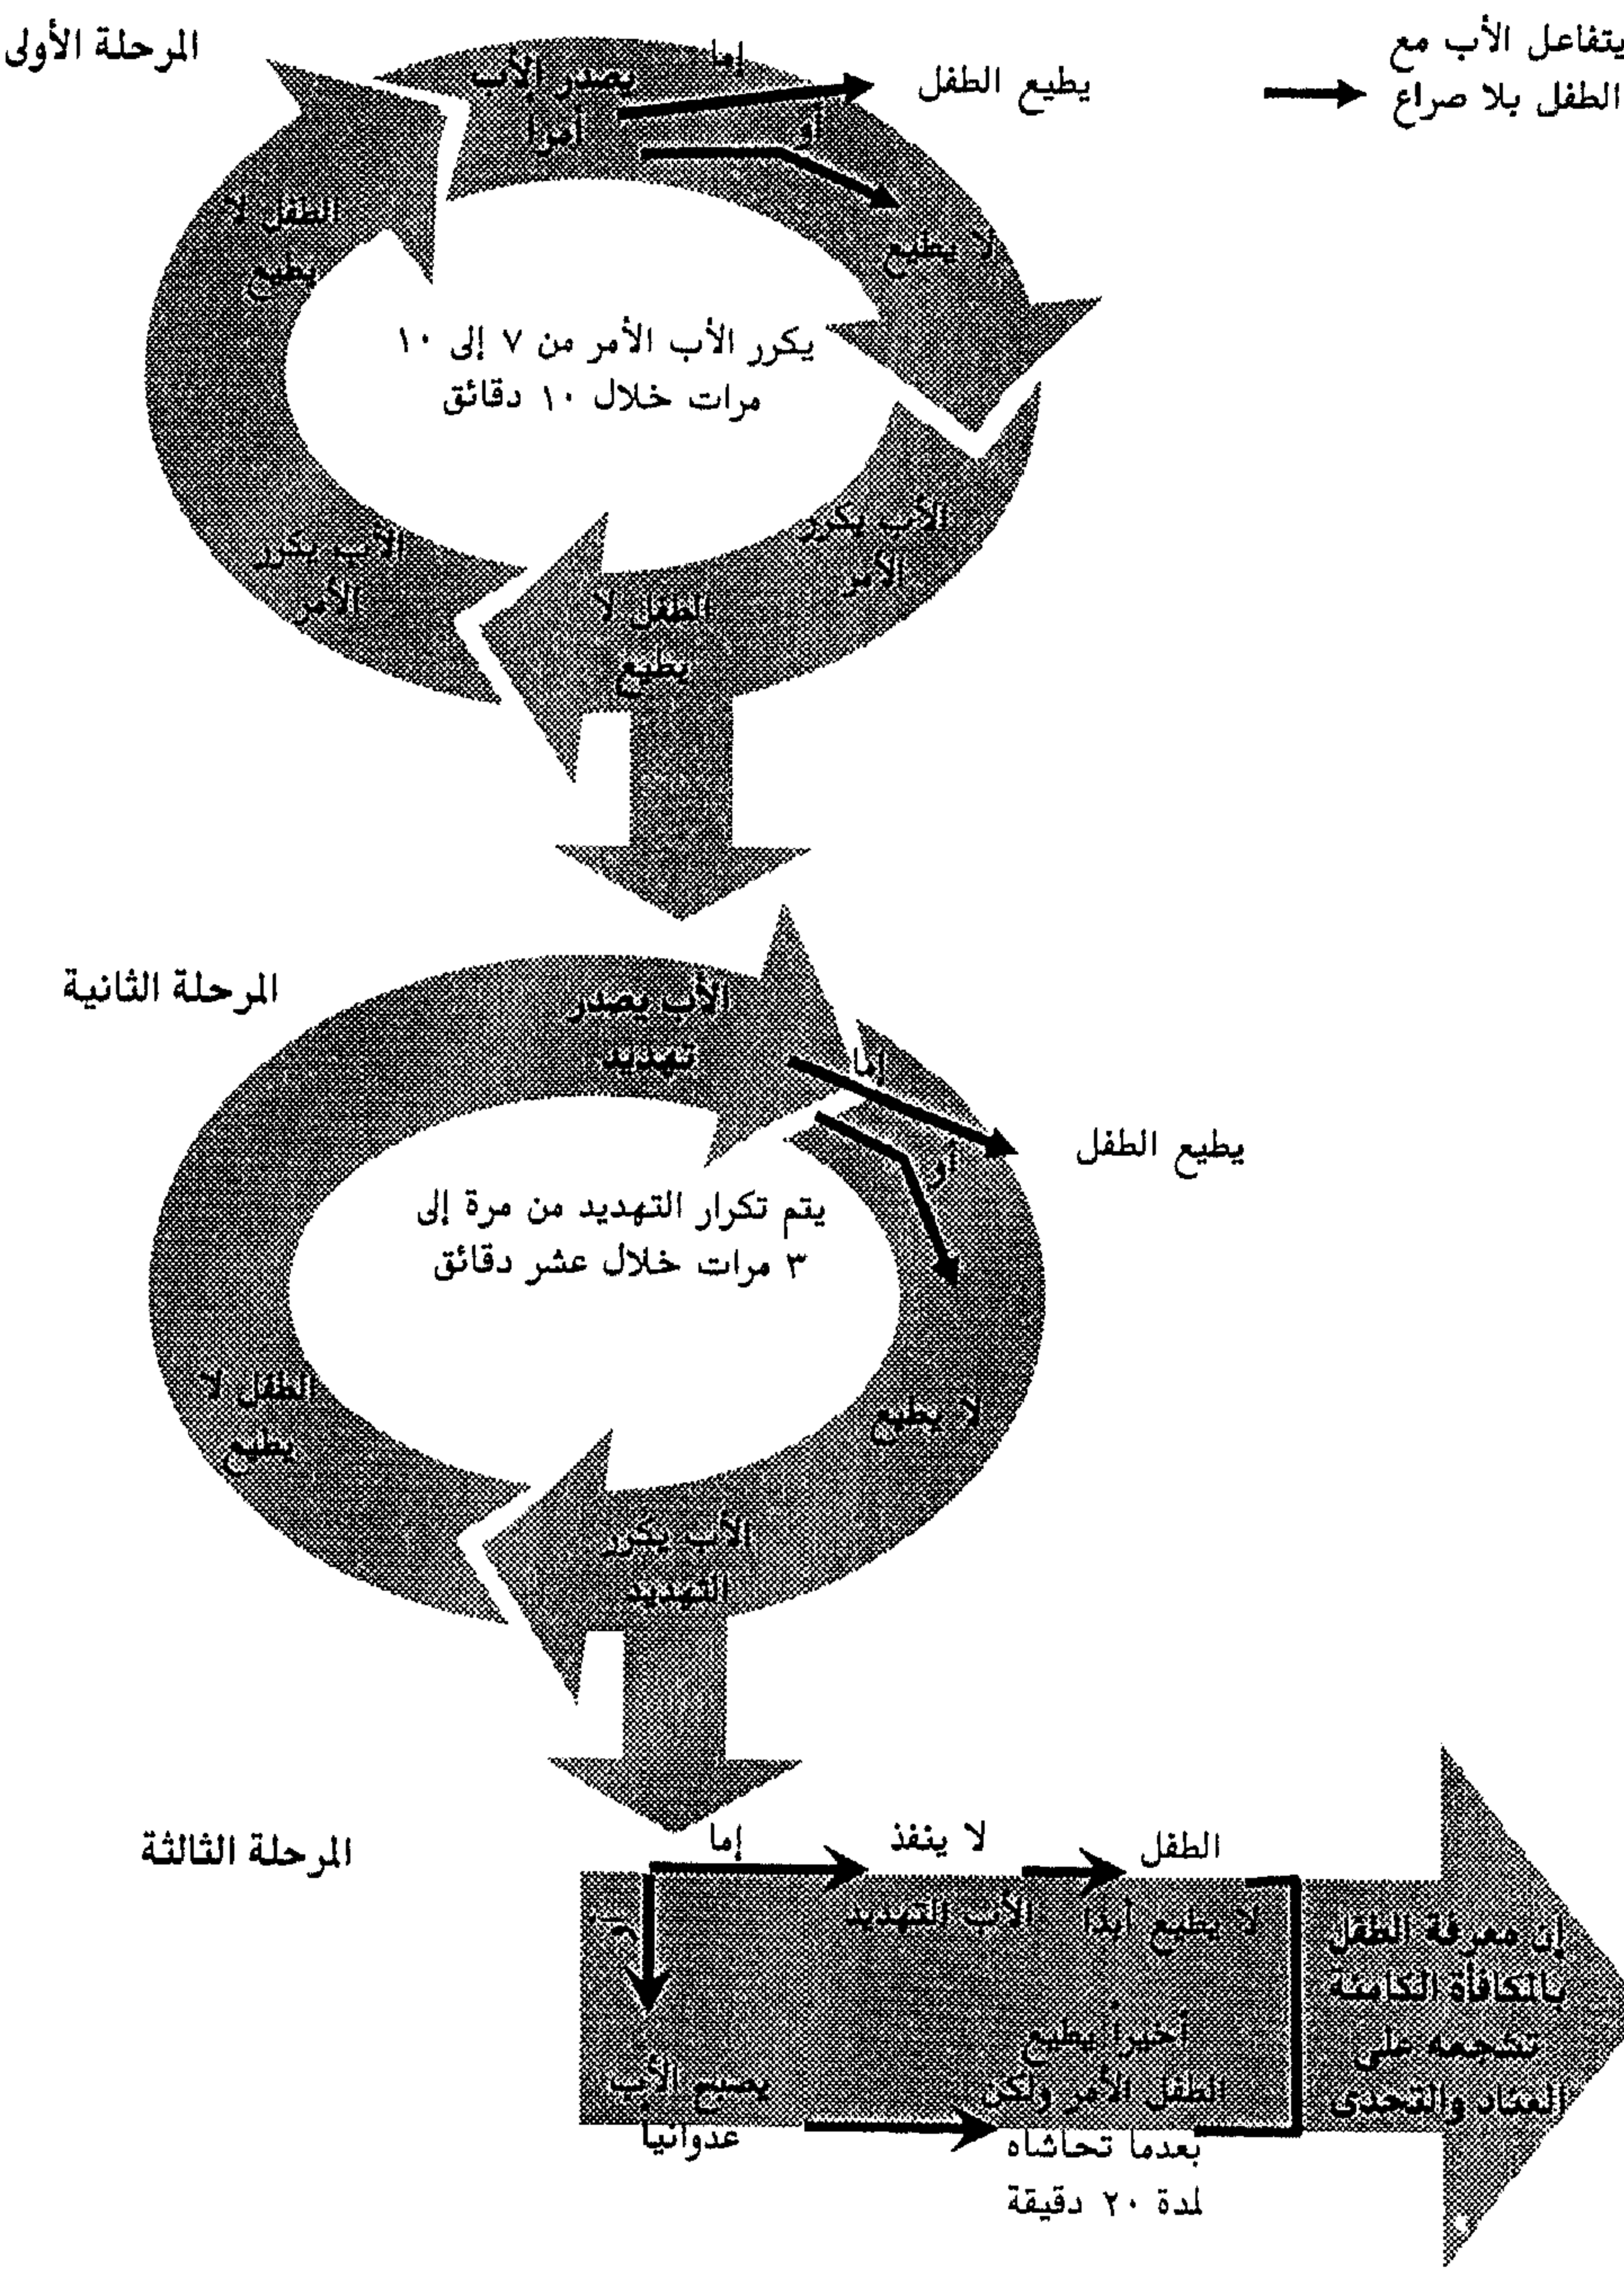 المرحلة الأولى
يصدر الأب
أمراً
إما
يطيع الطفل
يتفاعل الأب مع
الطفل بلا صراع
أو
لا يطيع
الطفل لا
يطيع
يكرر الأب الأمر من ٧ إلى ١٠
مرات خلال ١٠ دقائق
الأب يكرر
الأمر
الطفل لا
يطيع
الأب يكرر
الأمر
المرحلة الثانية
الأب يصدر
تهديد
إما
يطيع الطفل
أو
يتم تكرار التهديد من مرة إلى
٣ مرات خلال عشر دقائق
لا يطيع
الطفل لا
يطيع
الأب يكرر
التهديد
المرحلة الثالثة
إما
لا ينفذ
الأب التهديد
الطفل
لا يطيع أبدا
أو
يصبح الأب
عدوانياً
أخيراً يطيع
الطفل الأمر ولكن
بعدما تحاشاه
لمدة ٢٠ دقيقة
إن معرفة الطفل
بالمكافأة الكامنة
تشجعه على
العناد والتحدى